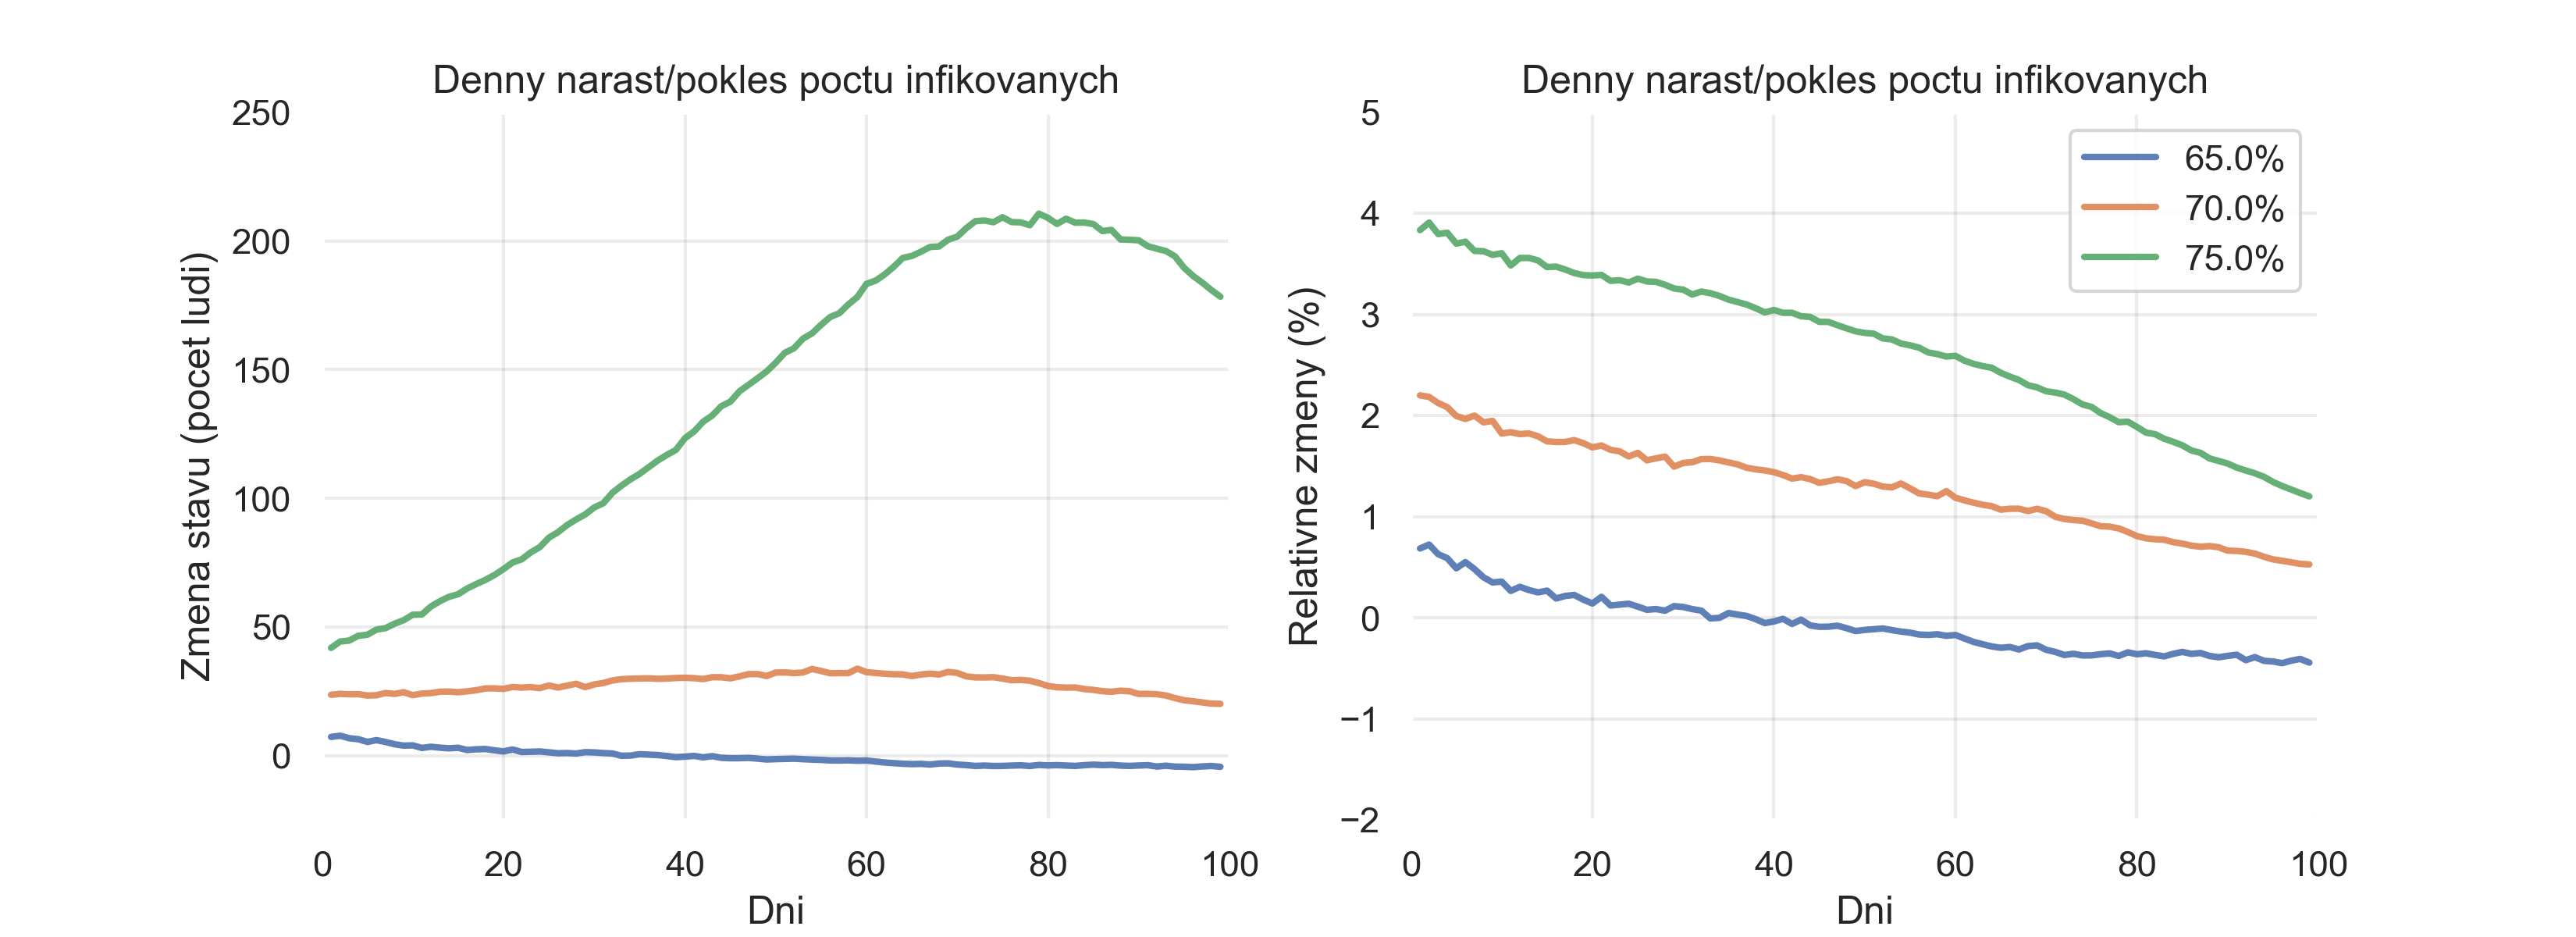 Denny narast/pokles poctu infikovanych
250
200
150
100
50
0
Zmena stavu (pocet ludi)
0 20 40 60 80 100
Dni
Denny narast/pokles poctu infikovanych
5
4
3
2
1
0
−1
−2
Relativne zmeny (%)
65.0%
70.0%
75.0%
0 20 40 60 80 100
Dni